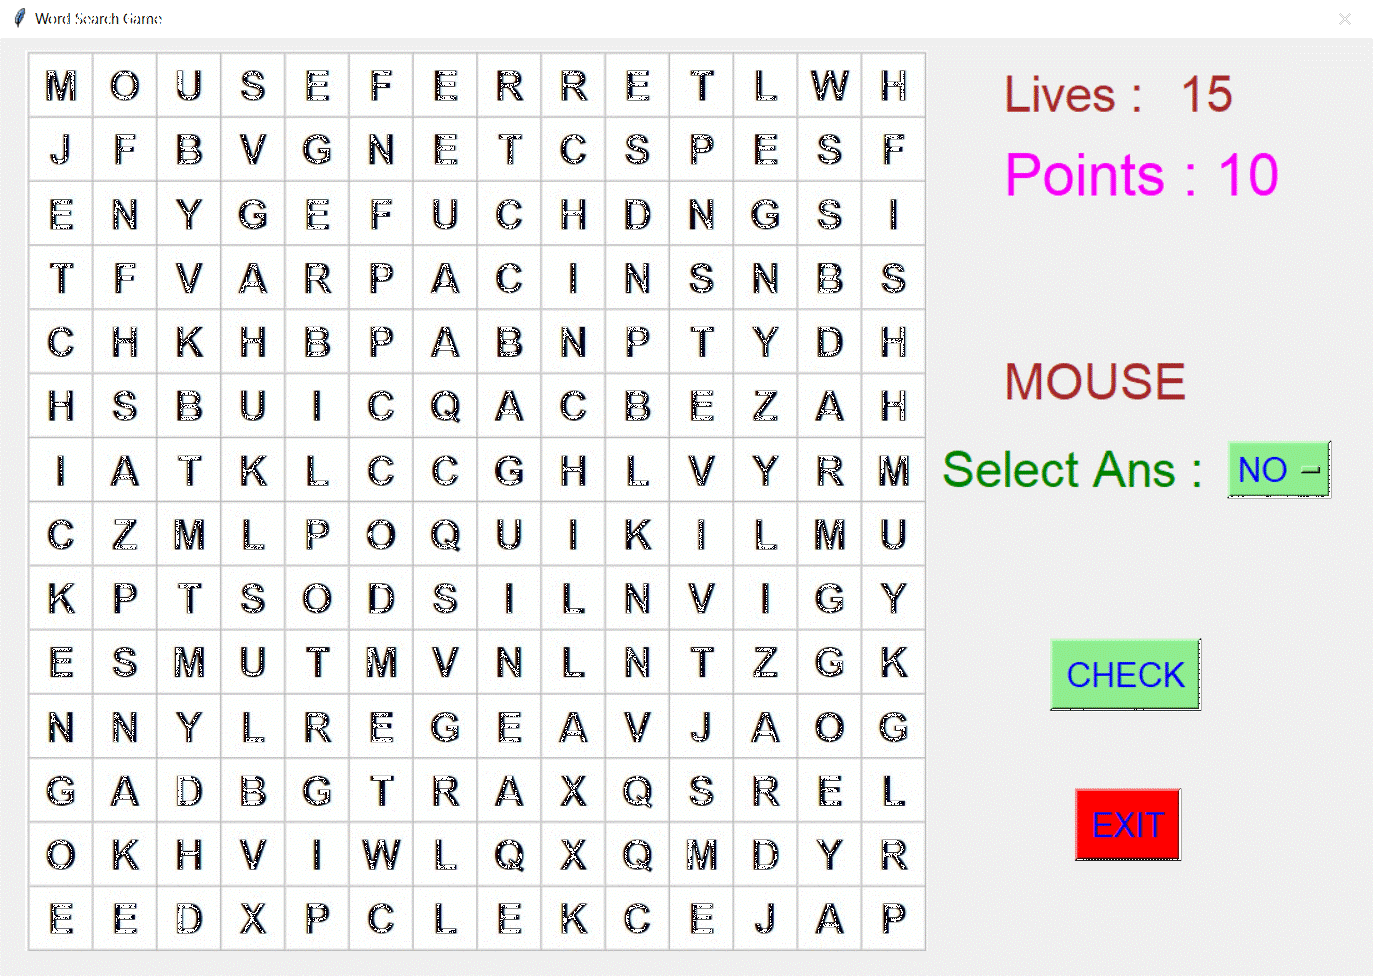 Word Search Game
M O U S E F E R R E T L W H
J F B V G N E T C S P E S F
E N Y G E F U C H D N G S I
T F V A R P A C I N S N B S
C H K H B P A B N P T Y D H
H S B U I C Q A C B E Z A H
I A T K L C C G H L V Y R M
C Z M L P O Q U I K I L M U
K P T S O D S I L N V I G Y
E S M U T M V N L N T Z G K
N N Y L R E G E A V J A O G
G A D B G T R A X Q S R E L
O K H V I W L Q X Q M D Y R
E E D X P C L E K C E J A P
Lives : 15
Points : 10
MOUSE
Select Ans : NO
CHECK
EXIT